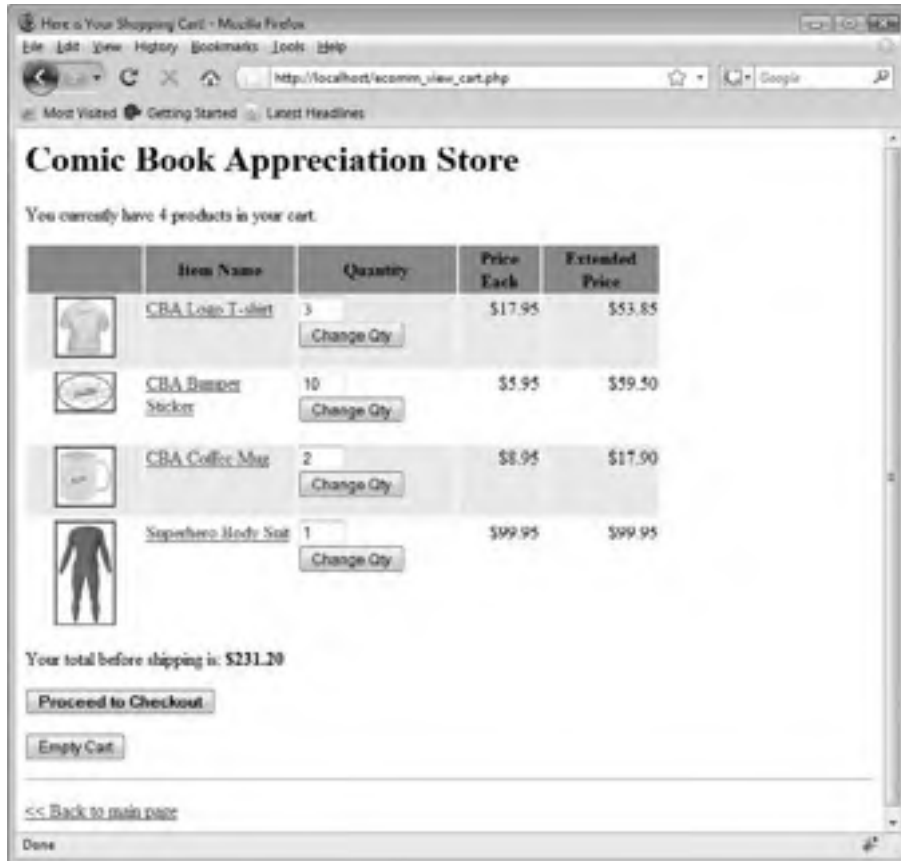 Here is Your Shopping Cart! - Mozilla Firefox
File Edit View History Bookmarks Tools Help
http://localhost/ecomm_view_cart.php
Google
Most Visited Getting Started Latest Headlines
Comic Book Appreciation Store
You currently have 4 products in your cart.
Item Name Quantity Price Each Extended Price
CBA Logo T-shirt 3 $17.95 $53.85
Change Qty
CBA Bumper Sticker 10 $5.95 $59.50
Change Qty
CBA Coffee Mug 2 $8.95 $17.90
Change Qty
Superhero Body Suit 1 $99.95 $99.95
Change Qty
Your total before shipping is: $231.20
Proceed to Checkout
Empty Cart
<< Back to main page
Done